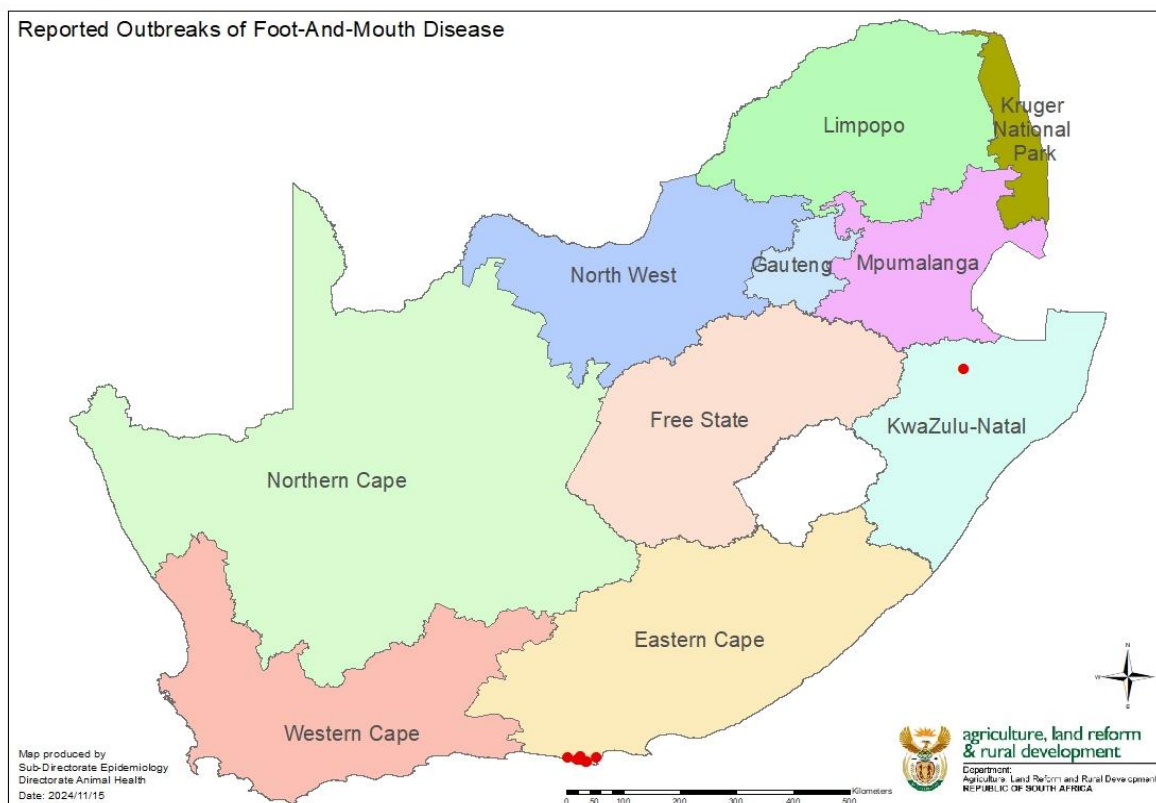 Reported Outbreaks of Foot-And-Mouth Disease
Limpopo
Kruger
National
Park
North West
Gauteng
Mpumalanga
Free State
KwaZulu-Natal
Northern Cape
Eastern Cape
Western Cape
N
W
E
S
Map produced by
Sub-Directorate Epidemiology
Directorate Animal Health
Date: 2024/11/15
Kilometers
0 50 100 200 300 400 500
agriculture, land reform
& rural development
Department:
Agriculture, Land Reform and Rural Development
REPUBLIC OF SOUTH AFRICA